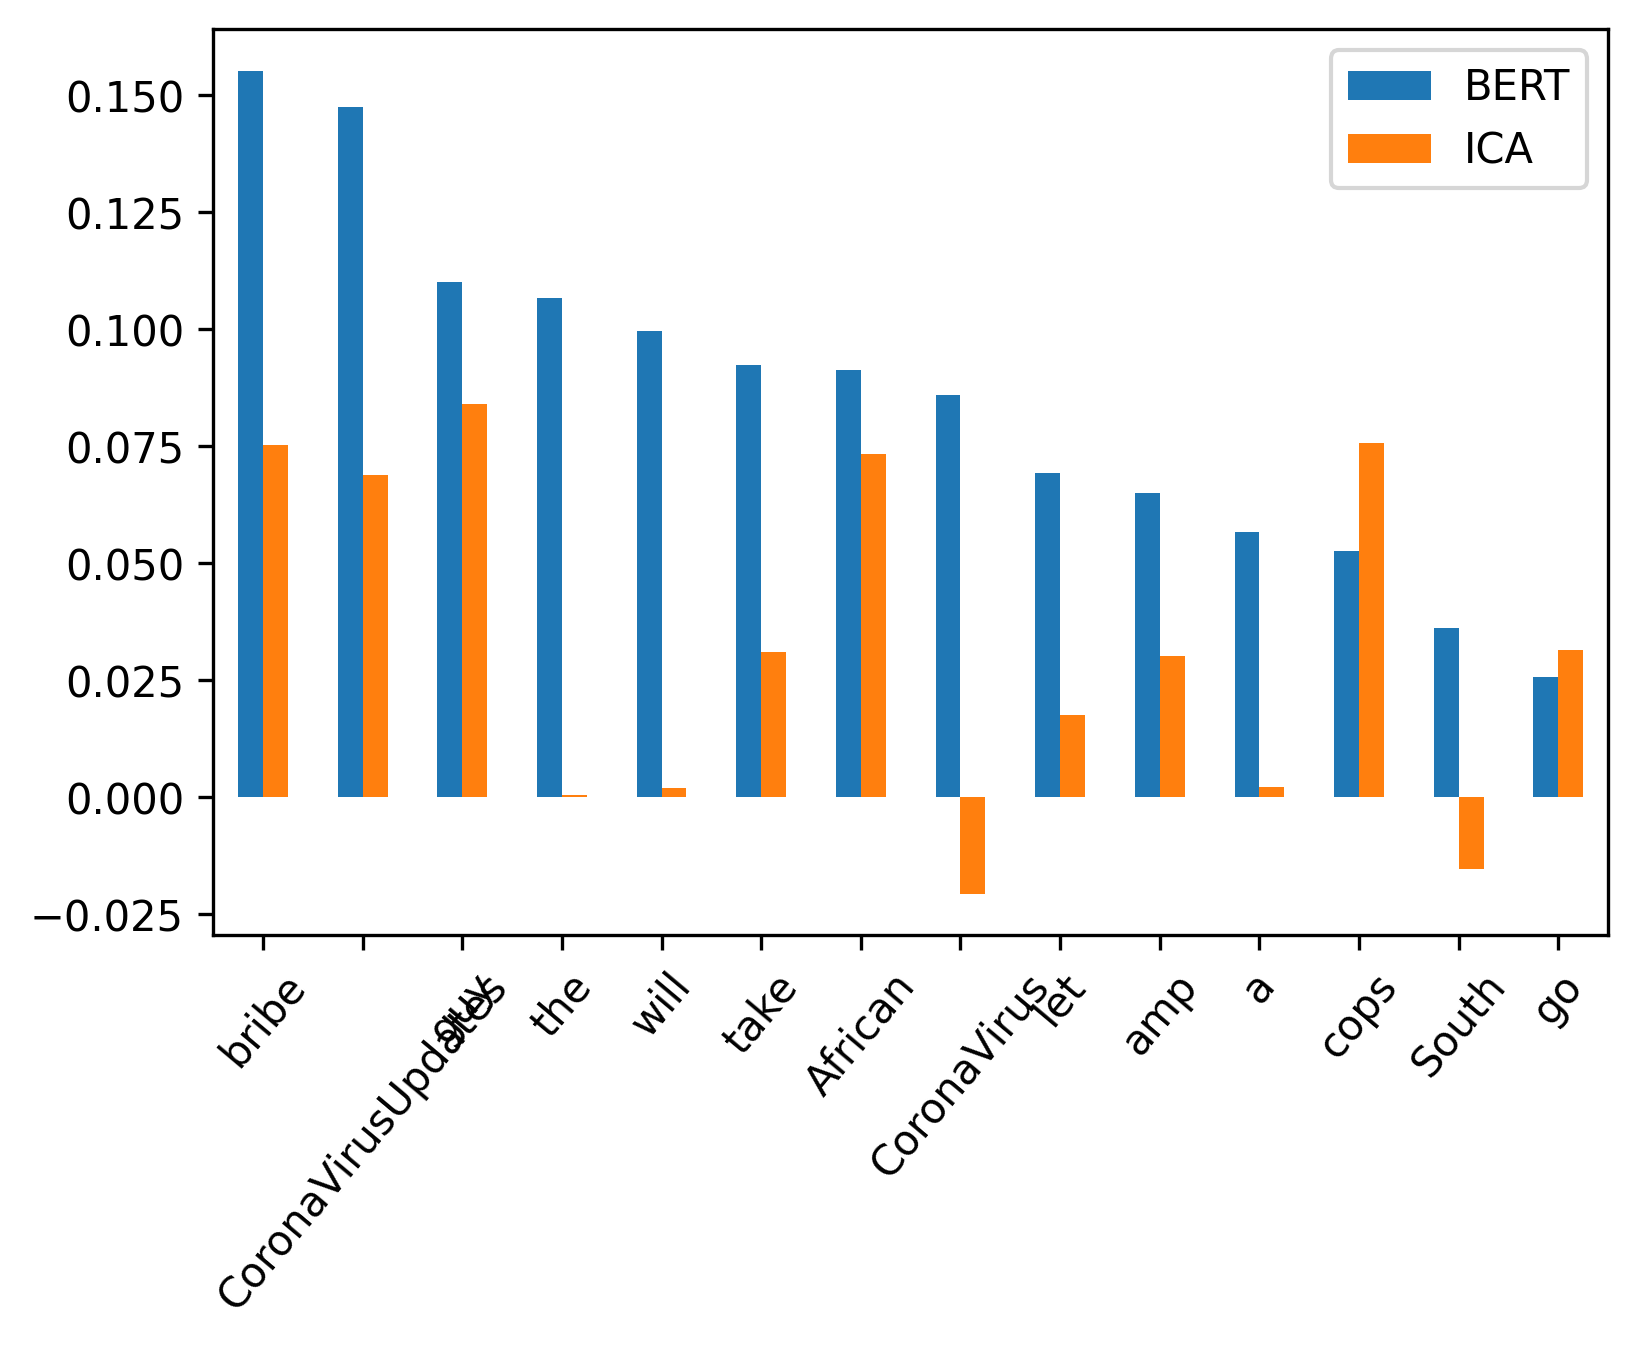 BERT
ICA
0.150
0.125
0.100
0.075
0.050
0.025
0.000
−0.025
bribe
CoronaVirusUpdates
guy
the
will
take
African
CoronaVirus
let
amp
a
cops
South
go